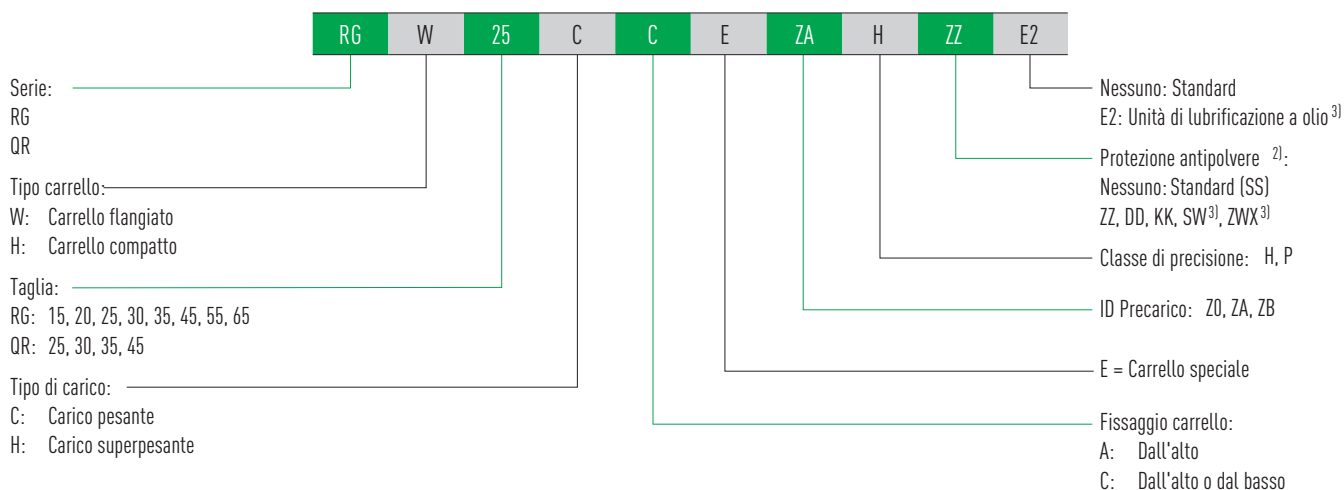 RG W 25 C C E ZA H ZZ E2
Serie:
RG
QR
Tipo carrello:
W: Carrello flangiato
H: Carrello compatto
Taglia:
RG: 15, 20, 25, 30, 35, 45, 55, 65
QR: 25, 30, 35, 45
Tipo di carico:
C: Carico pesante
H: Carico superpesante
Nessuno: Standard
E2: Unità di lubrificazione a olio 3)
Protezione antipolvere 2):
Nessuno: Standard (SS)
ZZ, DD, KK, SW3), ZWX3)
Classe di precisione: H, P
ID Precarico: Z0, ZA, ZB
E = Carrello speciale
Fissaggio carrello:
A: Dall'alto
C: Dall'alto o dal basso